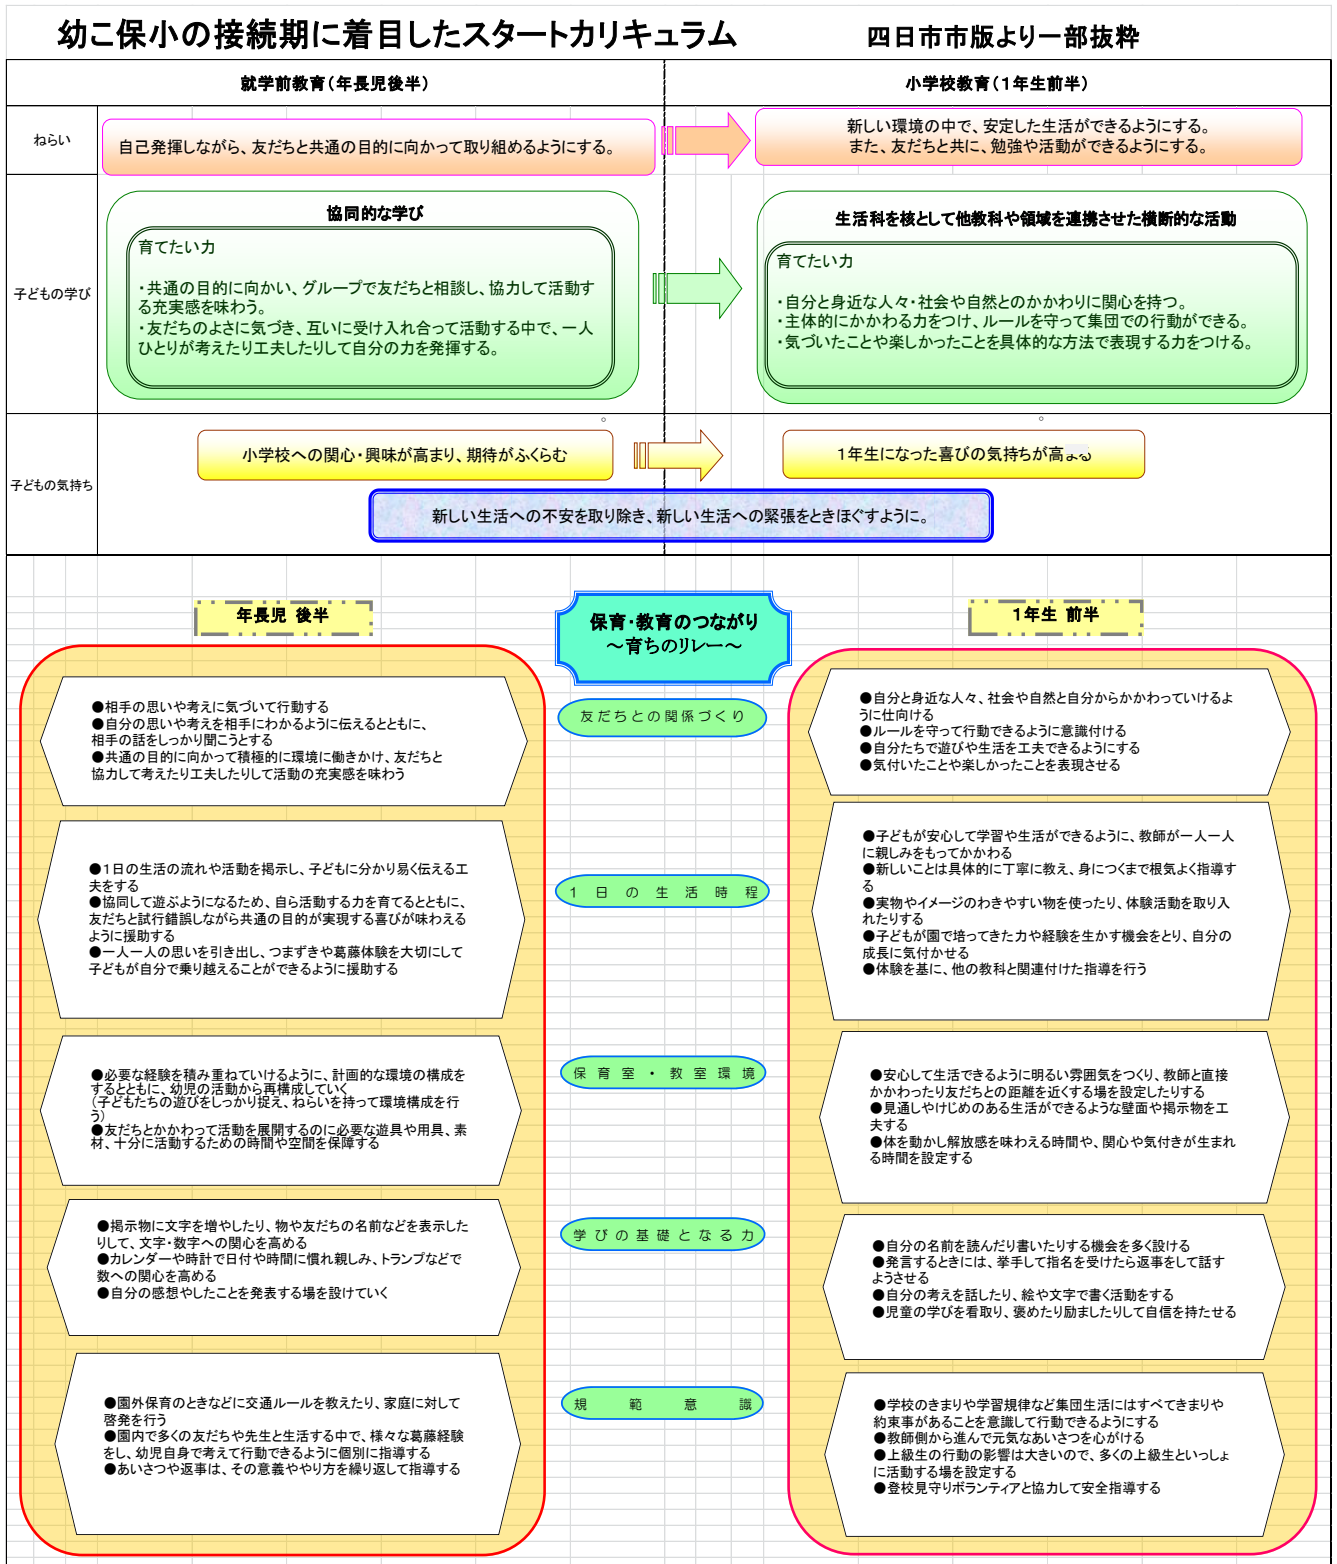 幼こ保小の接続期に着目したスタートカリキュラム　四日市市版より一部抜粋
就学前教育（年長児後半）
小学校教育（１年生前半）
ねらい
自己発揮しながら、友だちと共通の目的に向かって取り組めるようにする。
新しい環境の中で、安定した生活ができるようにする。
また、友だちと共に、勉強や活動ができるようにする。
子どもの学び
協同的な学び
育てたい力
・共通の目的に向かい、グループで友だちと相談し、協力して活動す
る充実感を味わう。
・友だちのよさに気づき、互いに受け入れ合って活動する中で、一人
ひとりが考えたり工夫したりして自分の力を発揮する。
生活科を核として他教科や領域を連携させた横断的な活動
育てたい力
・自分と身近な人々・社会や自然とのかかわりに関心を持つ。
・主体的にかかわる力をつけ、ルールを守って集団での行動ができる。
・気づいたことや楽しかったことを具体的な方法で表現する力をつける。
子どもの気持ち
。
。
小学校への関心・興味が高まり、期待がふくらむ
１年生になった喜びの気持ちが高まる
新しい生活への不安を取り除き、新しい生活への緊張をときほぐすように。
年長児 後半
保育・教育のつながり
～育ちのリレー～
１年生 前半
●相手の思いや考えに気づいて行動する
●自分の思いや考えを相手にわかるように伝えるとともに、
相手の話をしっかり聞こうとする
●共通の目的に向かって積極的に環境に働きかけ、友だちと
協力して考えたり工夫したりして活動の充実感を味わう
友だちとの関係づくり
●自分と身近な人々、社会や自然と自分からかかわっていけるよ
うに仕向ける
●ルールを守って行動できるように意識付ける
●自分たちで遊びや生活を工夫できるようにする
●気付いたことや楽しかったことを表現させる
●１日の生活の流れや活動を掲示し、子どもに分かり易く伝える工
夫をする
●協同して遊ぶようになるため、自ら活動する力を育てるとともに、
友だちと試行錯誤しながら共通の目的が実現する喜びが味わえる
ように援助する
●一人一人の思いを引き出し、つまずきや葛藤体験を大切にして
子どもが自分で乗り越えることができるように援助する
１日の生活時程
●子どもが安心して学習や生活ができるように、教師が一人一人
に親しみをもってかかわる
●新しいことは具体的に丁寧に教え、身につくまで根気よく指導す
る
●実物やイメージのわきやすい物を使ったり、体験活動を取り入
れたりする
●子どもが園で培ってきた力や経験を生かす機会をとり、自分の
成長に気付かせる
●体験を基に、他の教科と関連付けた指導を行う
●必要な経験を積み重ねていけるように、計画的な環境の構成を
するとともに、幼児の活動から再構成していく
（子どもたちの遊びをしっかり捉え、ねらいを持って環境構成を行
う）
●友だちとかかわって活動を展開するのに必要な遊具や用具、素
材、十分に活動するための時間や空間を保障する
保育室・教室環境
●安心して生活できるように明るい雰囲気をつくり、教師と直接
かかわったり友だちとの距離を近くする場を設定したりする
●見通しやけじめのある生活ができるような壁面や掲示物を工
夫する
●体を動かし解放感を味わえる時間や、関心や気付きが生まれ
る時間を設定する
●掲示物に文字を増やしたり、物や友だちの名前などを表示した
りして、文字・数字への関心を高める
●カレンダーや時計で日付や時間に慣れ親しみ、トランプなどで
数への関心を高める
●自分の感想やしたことを発表する場を設けていく
学びの基礎となる力
●自分の名前を読んだり書いたりする機会を多く設ける
●発言するときには、挙手して指名を受けたら返事をして話す
ようさせる
●自分の考えを話したり、絵や文字で書く活動をする
●児童の学びを看取り、褒めたり励ましたりして自信を持たせる
●園外保育のときなどに交通ルールを教えたり、家庭に対して
啓発を行う
●園内で多くの友だちや先生と生活する中で、様々な葛藤経験
をし、幼児自身で考えて行動できるように個別に指導する
●あいさつや返事は、その意義ややり方を繰り返して指導する
規範意識
●学校のきまりや学習規律など集団生活にはすべてきまりや
約束事があることを意識して行動できるようにする
●教師側から進んで元気なあいさつを心がける
●上級生の行動の影響は大きいので、多くの上級生といっしょ
に活動する場を設定する
●登校見守りボランティアと協力して安全指導する